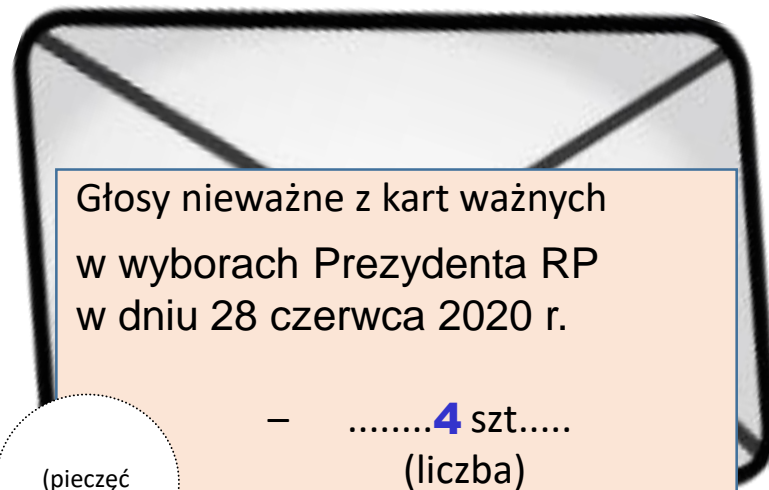 Głosy nieważne z kart ważnych
w wyborach Prezydenta RP
w dniu 28 czerwca 2020 r.
– ........4 szt.....
(liczba)
(pieczęć